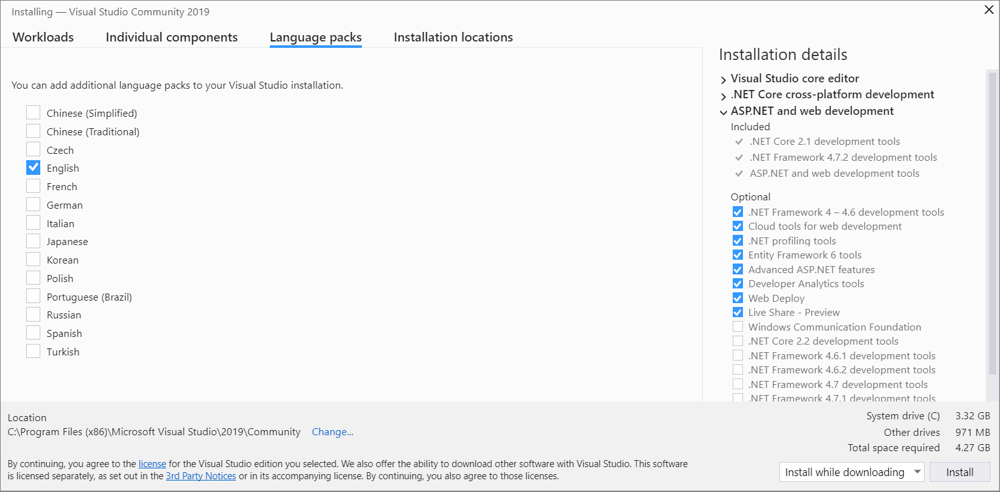 Installing — Visual Studio Community 2019
Workloads
Individual components
Language packs
Installation locations
You can add additional language packs to your Visual Studio installation.
Chinese (Simplified)
Chinese (Traditional)
Czech
English
French
German
Italian
Japanese
Korean
Polish
Portuguese (Brazil)
Russian
Spanish
Turkish
Installation details
Visual Studio core editor
.NET Core cross-platform development
ASP.NET and web development
Included
.NET Core 2.1 development tools
.NET Framework 4.7.2 development tools
ASP.NET and web development tools
Optional
.NET Framework 4 – 4.6 development tools
Cloud tools for web development
.NET profiling tools
Entity Framework 6 tools
Advanced ASP.NET features
Developer Analytics tools
Web Deploy
Live Share - Preview
Windows Communication Foundation
.NET Core 2.2 development tools
.NET Framework 4.6.1 development tools
.NET Framework 4.6.2 development tools
.NET Framework 4.7 development tools
.NET Framework 4.7.1 development tools
Location
C:\Program Files (x86)\Microsoft Visual Studio\2019\Community Change...
By continuing, you agree to the license for the Visual Studio edition you selected. We also offer the ability to download other software with Visual Studio. This software
is licensed separately, as set out in the 3rd Party Notices or in its accompanying license. By continuing, you also agree to those licenses.
System drive (C) 3.32 GB
Other drives 971 MB
Total space required 4.27 GB
Install while downloading
Install